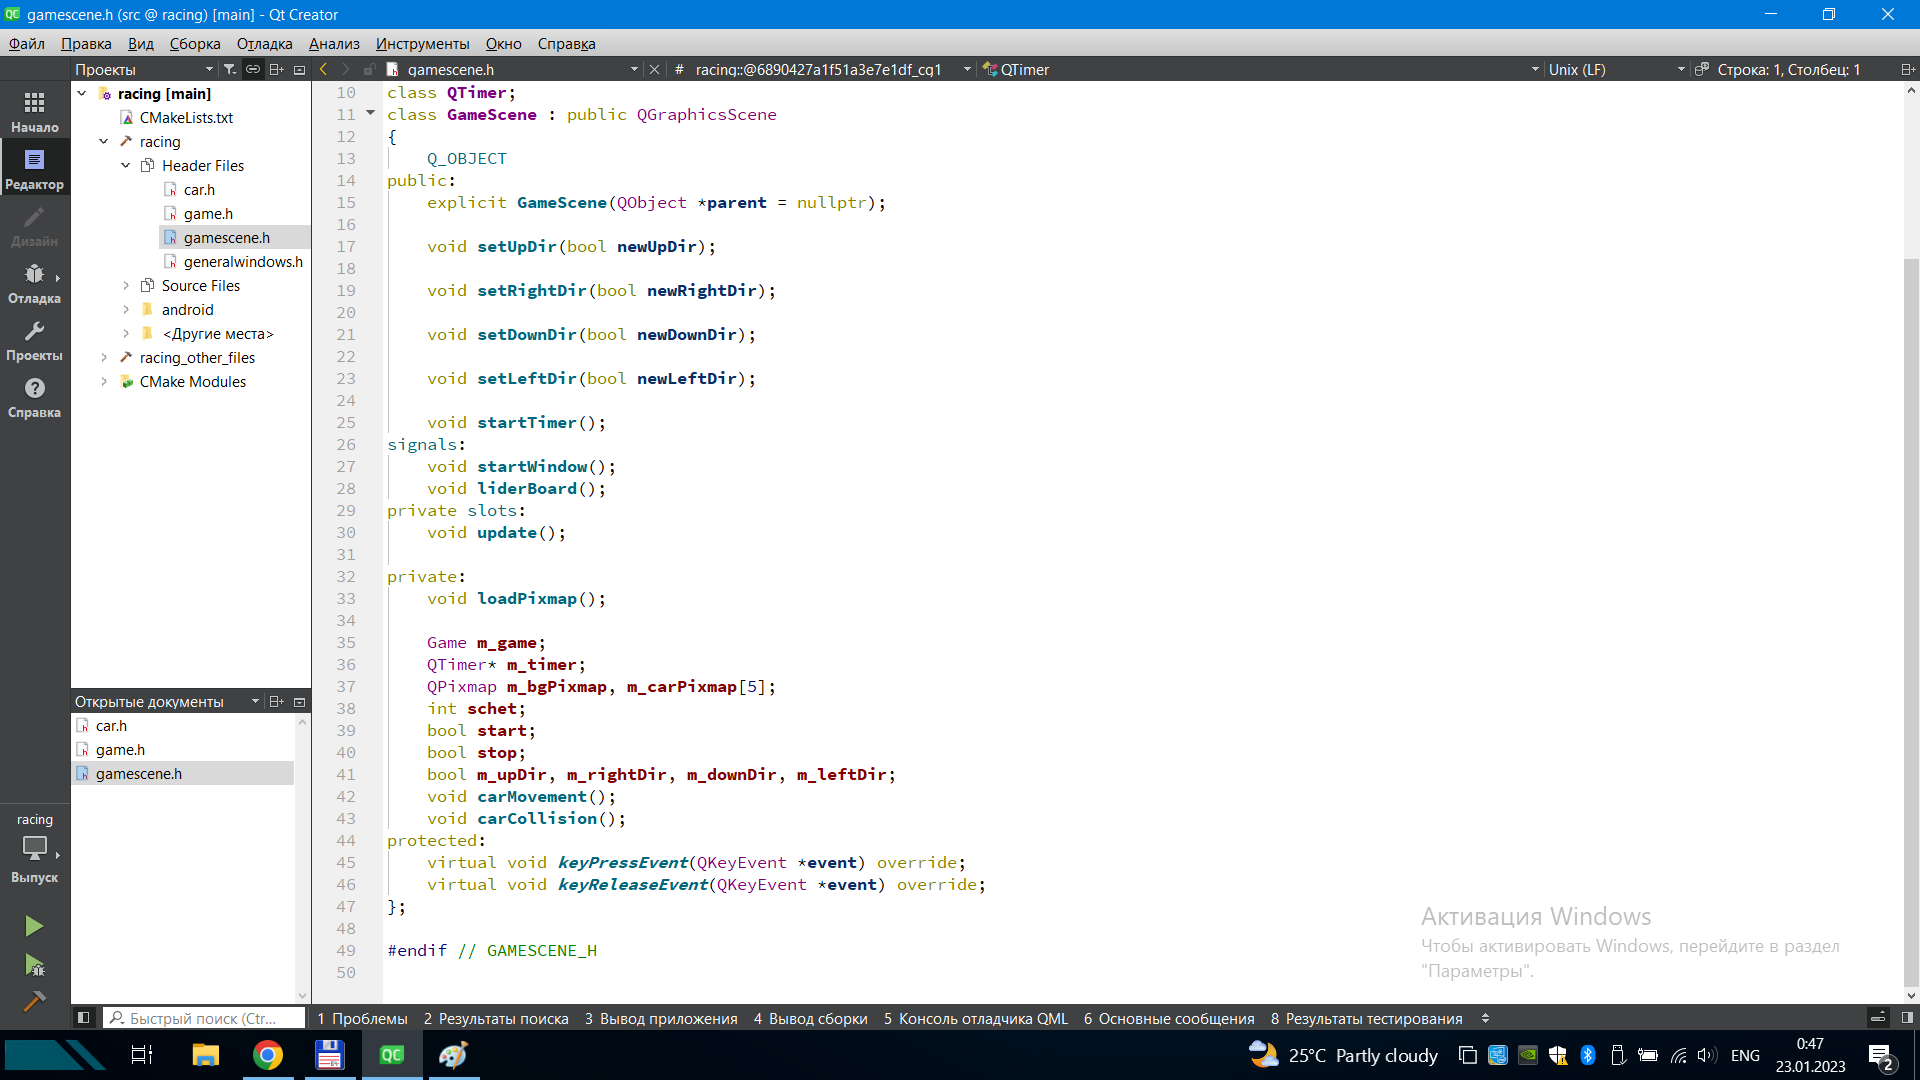 gamescene.h (src @ racing) [main] - Qt Creator
Файл Правка Вид Сборка Отладка Анализ Инструменты Окно Справка
Проекты gamescene.h # racing::@6890427a1f51a3e7e1df_cg1 QTimer Unix (LF) Строка: 1, Столбец: 1
Начало
Редактор
Дизайн
Отладка
Проекты
Справка
racing
Выпуск
racing [main]
CMakeLists.txt
racing
Header Files
car.h
game.h
gamescene.h
generalwindows.h
Source Files
android
<Другие места>
racing_other_files
CMake Modules
Открытые документы
car.h
game.h
gamescene.h
10 class QTimer;
11 class GameScene : public QGraphicsScene
12 {
13     Q_OBJECT
14 public:
15     explicit GameScene(QObject *parent = nullptr);
16
17     void setUpDir(bool newUpDir);
18
19     void setRightDir(bool newRightDir);
20
21     void setDownDir(bool newDownDir);
22
23     void setLeftDir(bool newLeftDir);
24
25     void startTimer();
26 signals:
27     void startWindow();
28     void liderBoard();
29 private slots:
30     void update();
31
32 private:
33     void loadPixmap();
34
35     Game m_game;
36     QTimer* m_timer;
37     QPixmap m_bgPixmap, m_carPixmap[5];
38     int schet;
39     bool start;
40     bool stop;
41     bool m_upDir, m_rightDir, m_downDir, m_leftDir;
42     void carMovement();
43     void carCollision();
44 protected:
45     virtual void keyPressEvent(QKeyEvent *event) override;
46     virtual void keyReleaseEvent(QKeyEvent *event) override;
47 };
48
49 #endif // GAMESCENE_H
50
Активация Windows
Чтобы активировать Windows, перейдите в раздел
"Параметры".
Быстрый поиск (Ctr... 1 Проблемы 2 Результаты поиска 3 Вывод приложения 4 Вывод сборки 5 Консоль отладчика QML 6 Основные сообщения 8 Результаты тестирования
25°C Partly cloudy ENG 0:47
23.01.2023
2